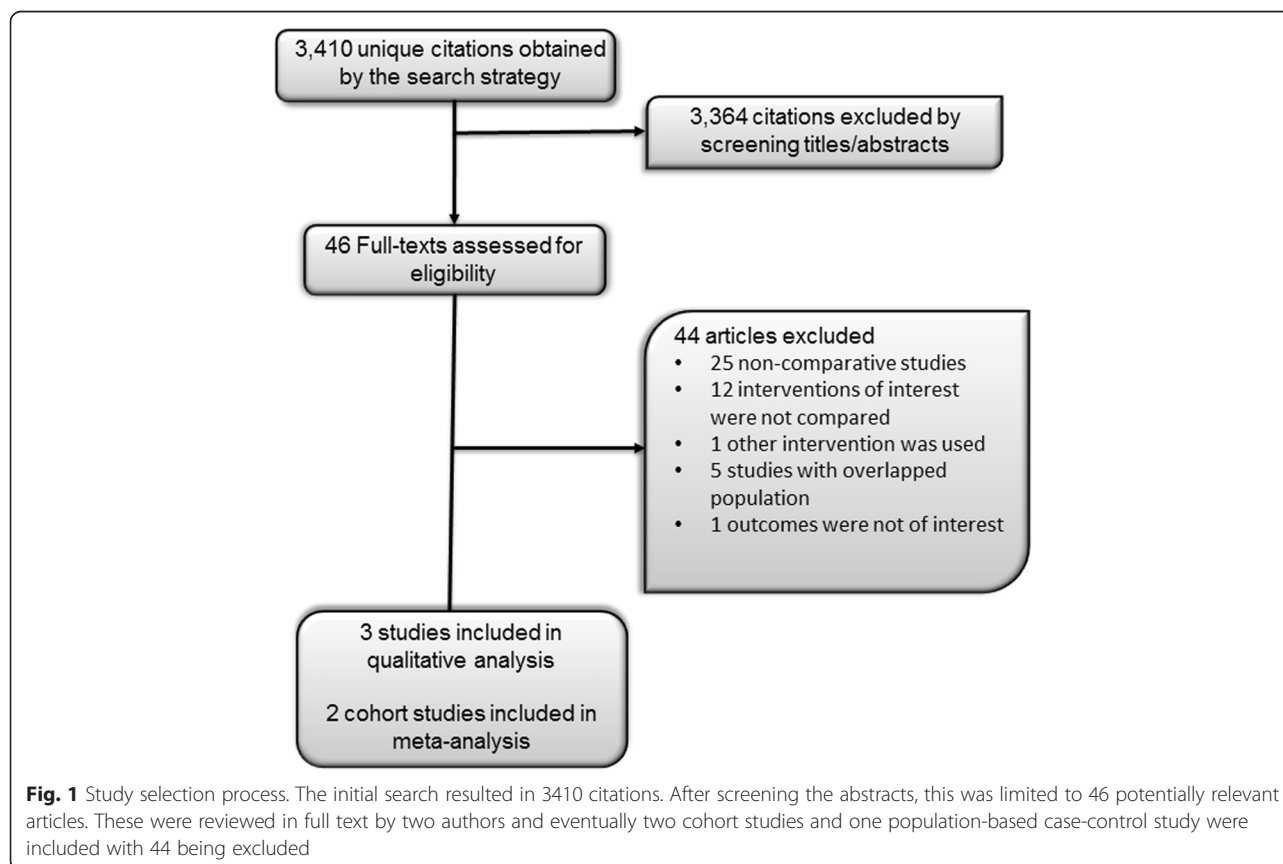 3,410 unique citations obtained
by the search strategy
3,364 citations excluded by
screening titles/abstracts
46 Full-texts assessed for
eligibility
44 articles excluded
• 25 non-comparative studies
• 12 interventions of interest
were not compared
• 1 other intervention was used
• 5 studies with overlapped
population
• 1 outcomes were not of interest
3 studies included in
qualitative analysis
2 cohort studies included in
meta-analysis
Fig. 1 Study selection process. The initial search resulted in 3410 citations. After screening the abstracts, this was limited to 46 potentially relevant
articles. These were reviewed in full text by two authors and eventually two cohort studies and one population-based case-control study were
included with 44 being excluded